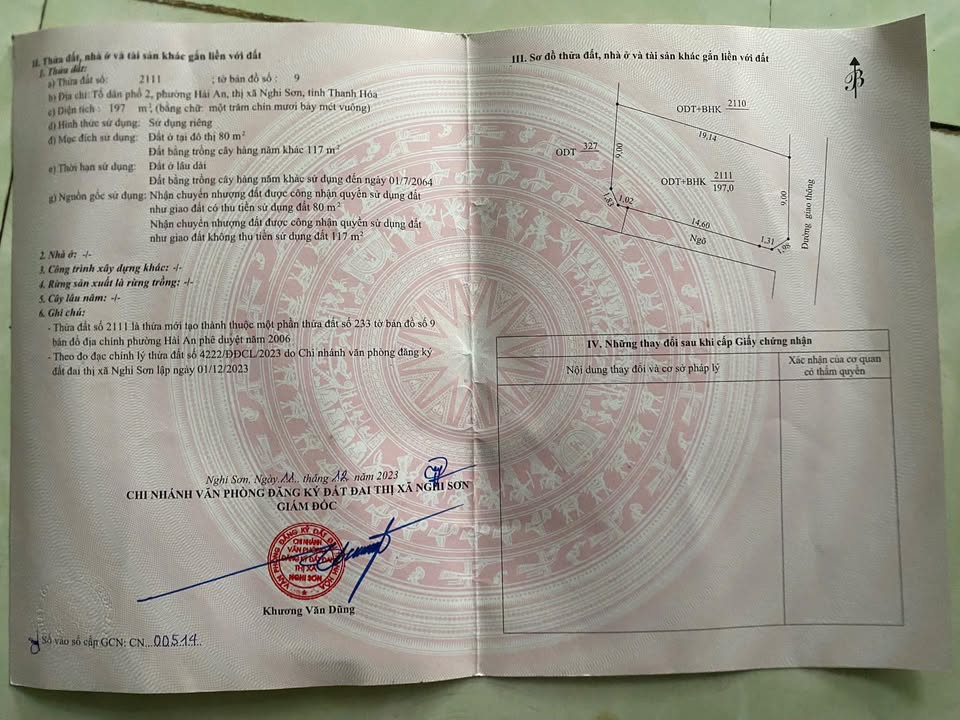 II. Thửa đất, nhà ở và tài sản khác gắn liền với đất
1. Thửa đất:
a) Thửa đất số: 2111 ; tờ bản đồ số : 9
b) Địa chỉ: Tổ dân phố 2, phường Hải An, thị xã Nghi Sơn, tỉnh Thanh Hóa
c) Diện tích : 197 m², (bằng chữ: một trăm chín mươi bảy mét vuông)
d) Hình thức sử dụng: Sử dụng riêng
đ) Mục đích sử dụng: Đất ở tại đô thị 80 m²
Đất bằng trồng cây hàng năm khác 117 m²
e) Thời hạn sử dụng: Đất ở lâu dài
Đất bằng trồng cây hàng năm khác sử dụng đến ngày 01/7/2064
g) Nguồn gốc sử dụng: Nhận chuyển nhượng đất được công nhận quyền sử dụng đất
như giao đất có thu tiền sử dụng đất 80 m²
Nhận chuyển nhượng đất được công nhận quyền sử dụng đất
như giao đất không thu tiền sử dụng đất 117 m²
2. Nhà ở: -/-
3. Công trình xây dựng khác: -/-
4. Rừng sản xuất là rừng trồng: -/-
5. Cây lâu năm: -/-
6. Ghi chú:
- Thửa đất số 2111 là thửa mới tạo thành thuộc một phần thửa đất số 233 tờ bản đồ số 9
bản đồ địa chính phường Hải An phê duyệt năm 2006
- Theo đo đạc chính lý thửa đất số 4222/ĐĐCL/2023 do Chi nhánh văn phòng đăng ký
đất đai thị xã Nghi Sơn lập ngày 01/12/2023
Nghi Sơn, Ngày 11 tháng 12 năm 2023
CHI NHÁNH VĂN PHÒNG ĐĂNG KÝ ĐẤT ĐAI THỊ XÃ NGHI SƠN
GIÁM ĐỐC
CHI NHÁNH
VĂN PHÒNG
ĐĂNG KÝ ĐẤT ĐAI
THỊ XÃ
NGHI SƠN
Khương Văn Dũng
Số vào sổ cấp GCN: CN...00514..
III. Sơ đồ thửa đất, nhà ở và tài sản khác gắn liền với đất
B
ODT+BHK 2110
19,14
ODT 327
9,00
ODT+BHK 2111
197,0
9,00
Đường giao thông
1,02
14,60
Ngõ
1,31
IV. Những thay đổi sau khi cấp Giấy chứng nhận
Nội dung thay đổi và cơ sở pháp lý
Xác nhận của cơ quan
có thẩm quyền